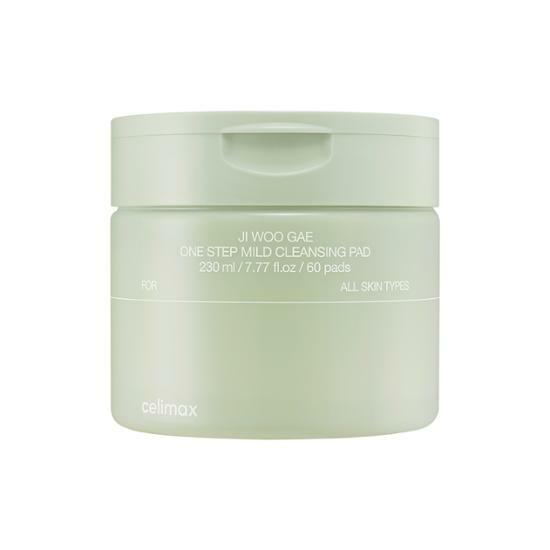 JI WOO GAE
ONE STEP MILD CLEANSING PAD
230 ml / 7.77 fl.oz / 60 pads
FOR ALL SKIN TYPES
celimax